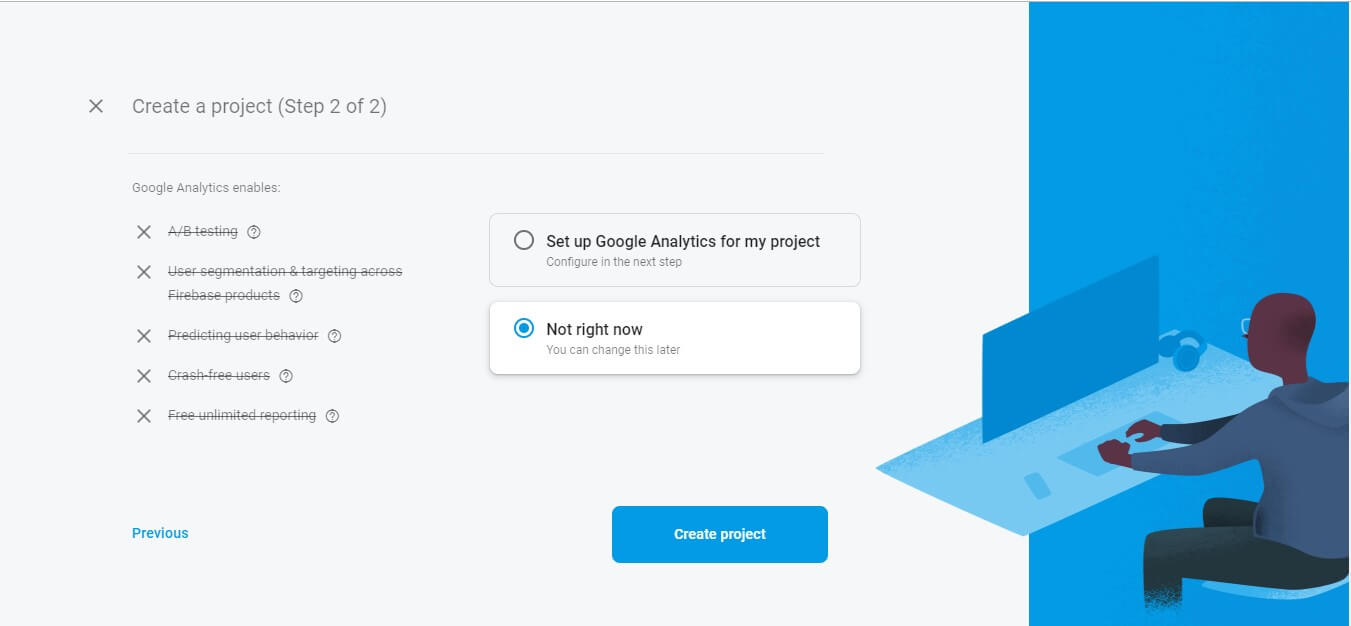 Create a project (Step 2 of 2)
Google Analytics enables:
A/B testing
User segmentation & targeting across
Firebase products
Predicting user behavior
Crash-free users
Free unlimited reporting
Set up Google Analytics for my project
Configure in the next step
Not right now
You can change this later
Previous
Create project